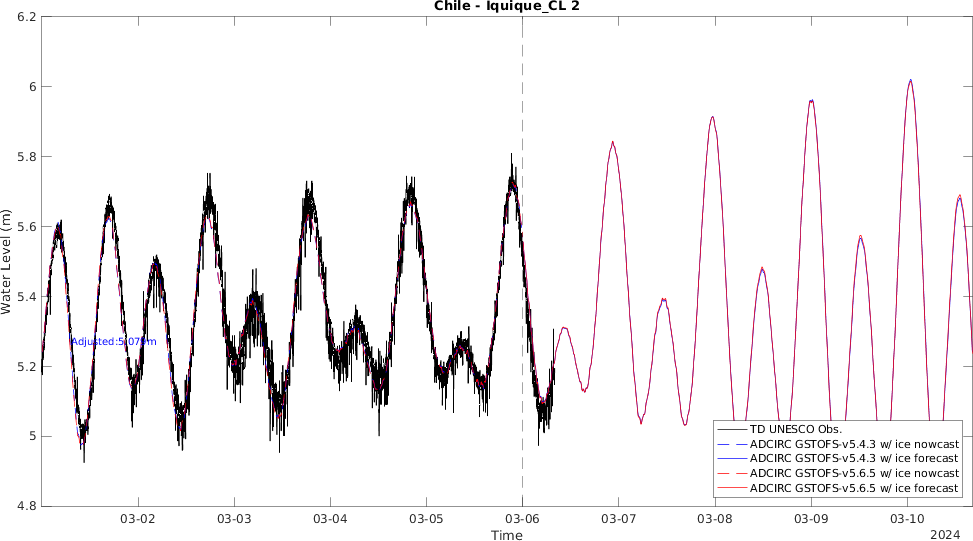 Chile - Iquique_CL 2
6.2
6
5.8
5.6
5.4
5.2
5
4.8
Water Level (m)
Adjusted:5.079m
TD UNESCO Obs.
ADCIRC GSTOFS-v5.4.3 w/ ice nowcast
ADCIRC GSTOFS-v5.4.3 w/ ice forecast
ADCIRC GSTOFS-v5.6.5 w/ ice nowcast
ADCIRC GSTOFS-v5.6.5 w/ ice forecast
03-02 03-03 03-04 03-05 03-06 03-07 03-08 03-09 03-10
Time
2024